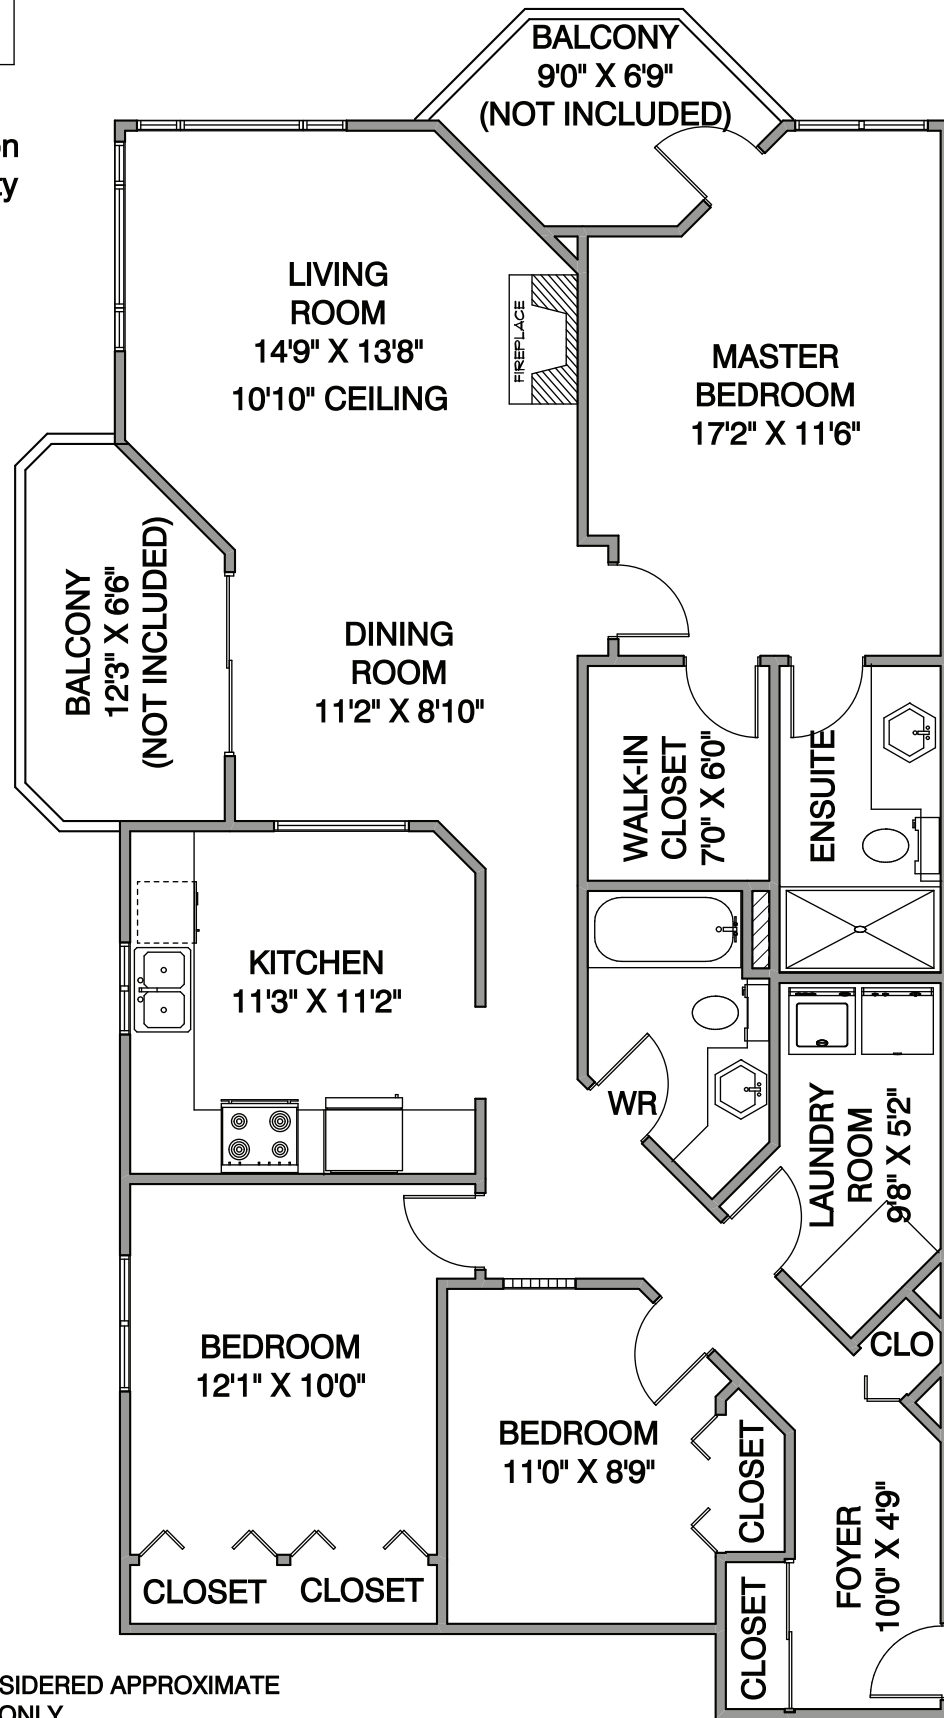 BALCONY
9'0" X 6'9"
(NOT INCLUDED)
on
ty
LIVING
ROOM
14'9" X 13'8"
10'10" CEILING
FIREPLACE
MASTER
BEDROOM
17'2" X 11'6"
BALCONY
12'3" X 6'6"
(NOT INCLUDED)
DINING
ROOM
11'2" X 8'10"
WALK-IN
CLOSET
7'0" X 6'0"
ENSUITE
KITCHEN
11'3" X 11'2"
WR
LAUNDRY
ROOM
9'8" X 5'2"
CLO
BEDROOM
12'1" X 10'0"
BEDROOM
11'0" X 8'9"
CLOSET
FOYER
10'0" X 4'9"
CLOSET
CLOSET
CLOSET
SIDERED APPROXIMATE
ONLY